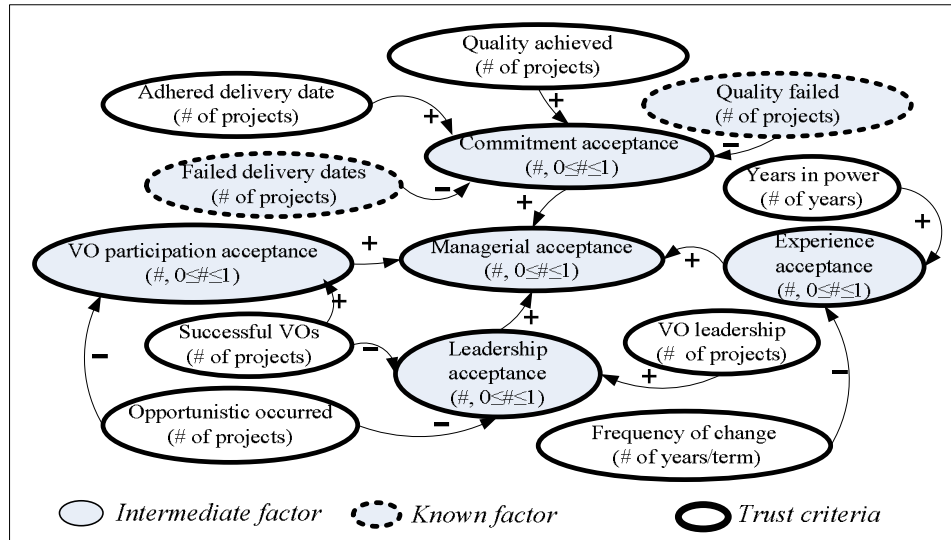 Quality achieved
(# of projects)
+
Adhered delivery date
(# of projects)
+
Quality failed
(# of projects)
−
Commitment acceptance
(#, 0≤#≤1)
Failed delivery dates
(# of projects)
−
+
Years in power
(# of years)
+
VO participation acceptance
(#, 0≤#≤1)
+
Managerial acceptance
(#, 0≤#≤1)
+
Experience
acceptance
(#, 0≤#≤1)
+
Successful VOs
(# of projects)
−
+
VO leadership
(# of projects)
+
−
Leadership
acceptance
(#, 0≤#≤1)
−
Opportunistic occurred
(# of projects)
−
Frequency of change
(# of years/term)
Intermediate factor
Known factor
Trust criteria